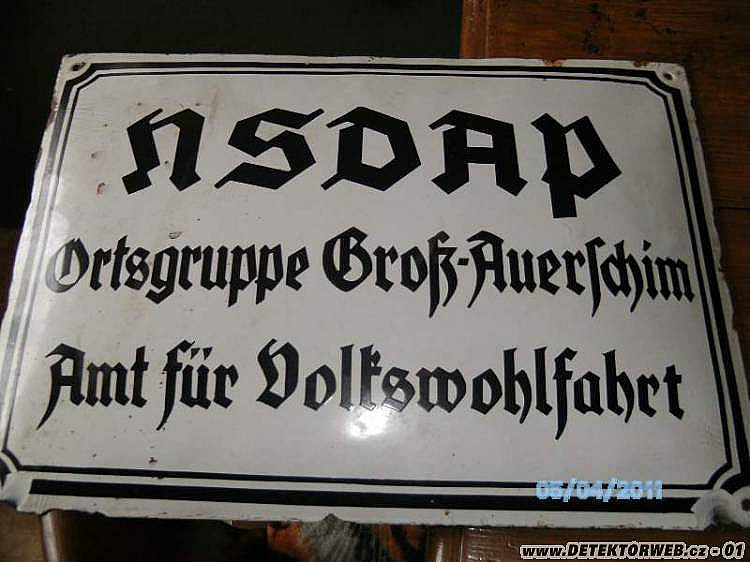 NSDAP
Ortsgruppe Groß-Auerschim
Amt für Volkswohlfahrt
05/04/2011
www.DETEKTORWEB.cz - 01